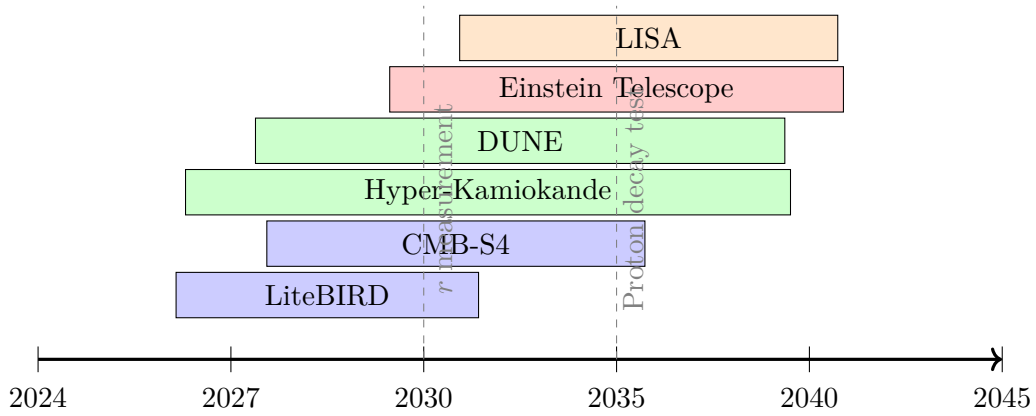 LISA
Einstein Telescope
DUNE
Hyper-Kamiokande
CMB-S4
LiteBIRD
r measurement
Proton decay test
2024 2027 2030 2035 2040 2045